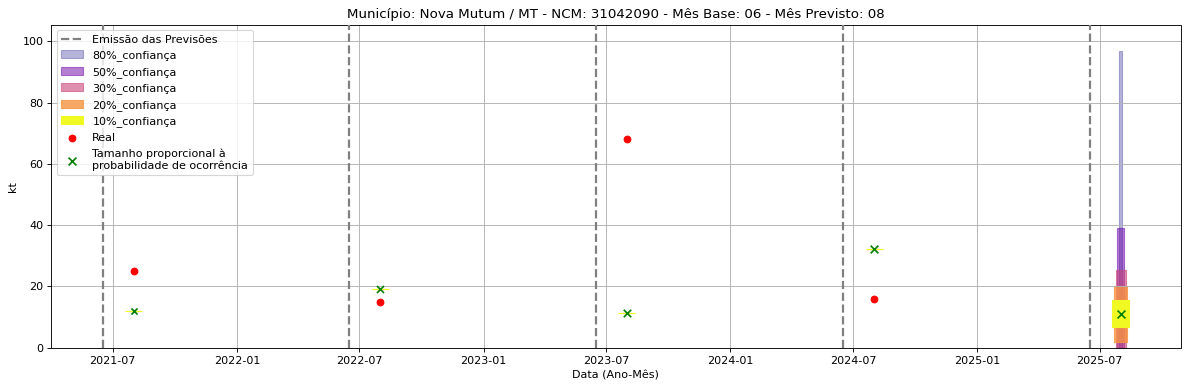 Município: Nova Mutum / MT - NCM: 31042090 - Mês Base: 06 - Mês Previsto: 08
100
80
60
40
20
0
kt
Emissão das Previsões
80%_confiança
50%_confiança
30%_confiança
20%_confiança
10%_confiança
Real
Tamanho proporcional à
probabilidade de ocorrência
2021-07
2022-01
2022-07
2023-01
2023-07
2024-01
2024-07
2025-01
2025-07
Data (Ano-Mês)